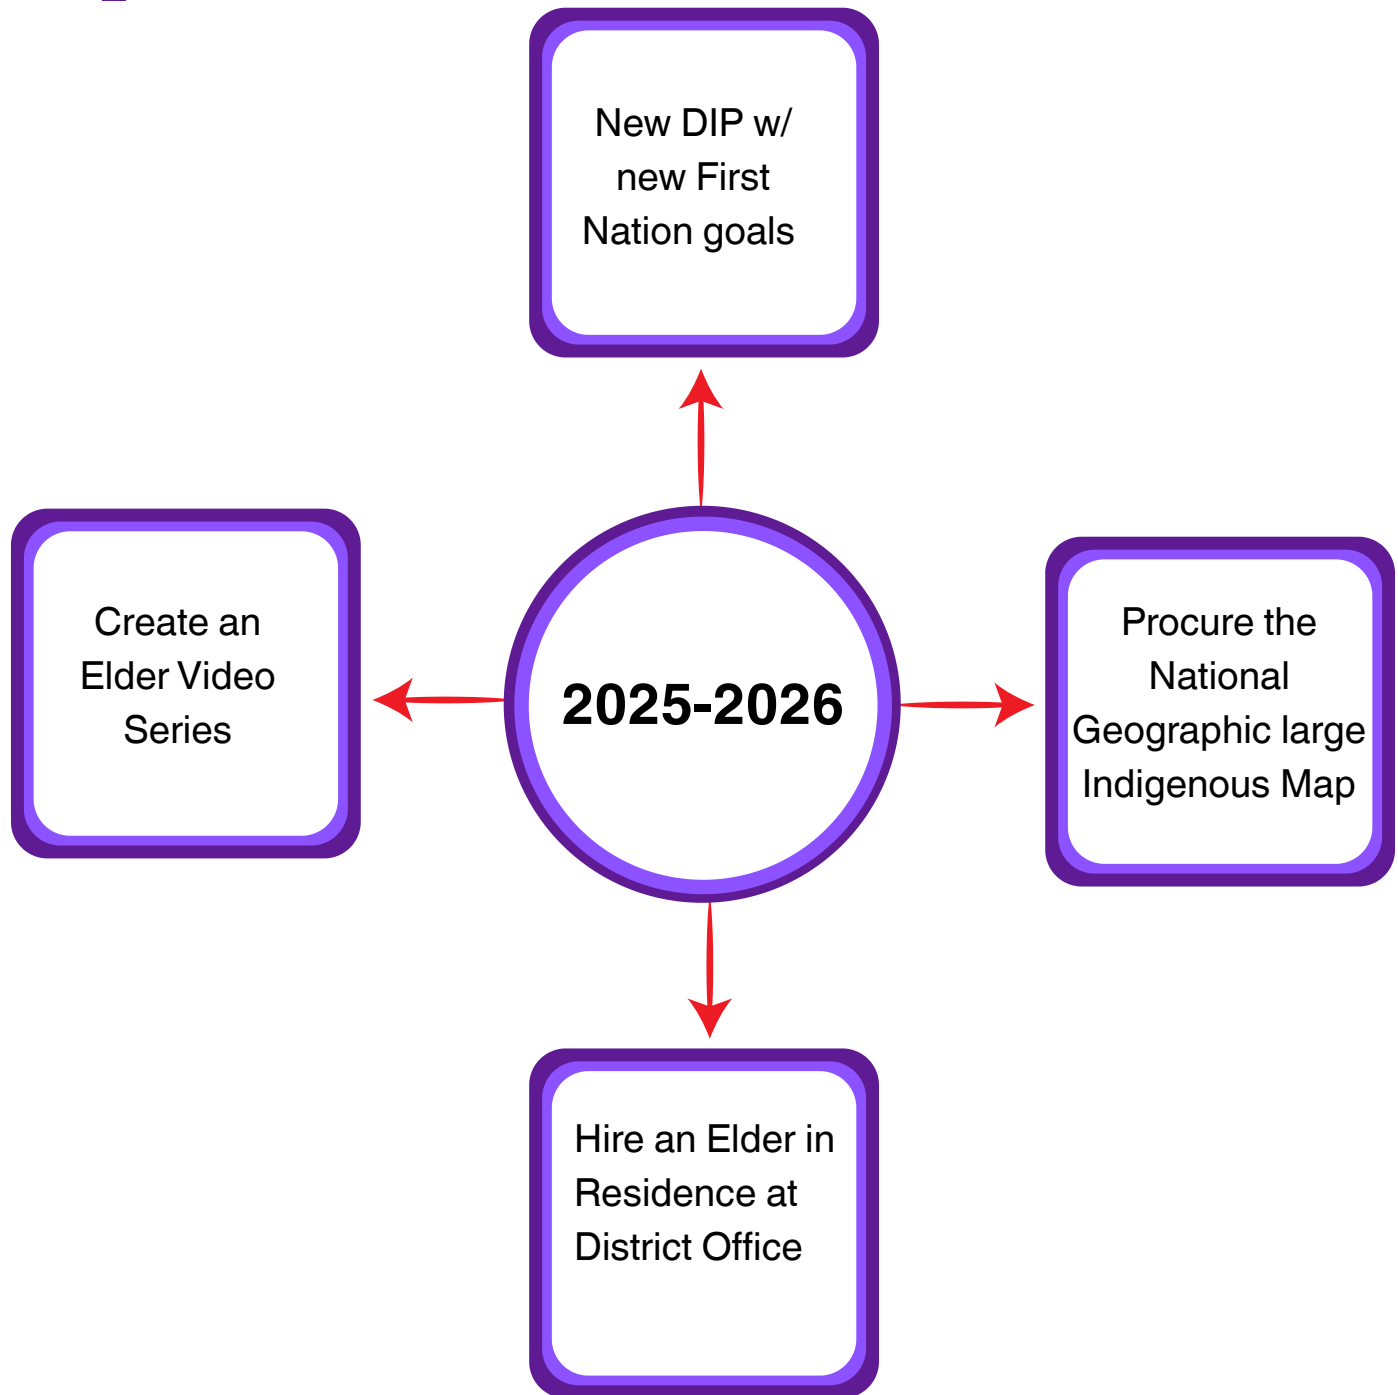 New DIP w/
new First
Nation goals
Create an
Elder Video
Series
2025-2026
Procure the
National
Geographic large
Indigenous Map
Hire an Elder in
Residence at
District Office